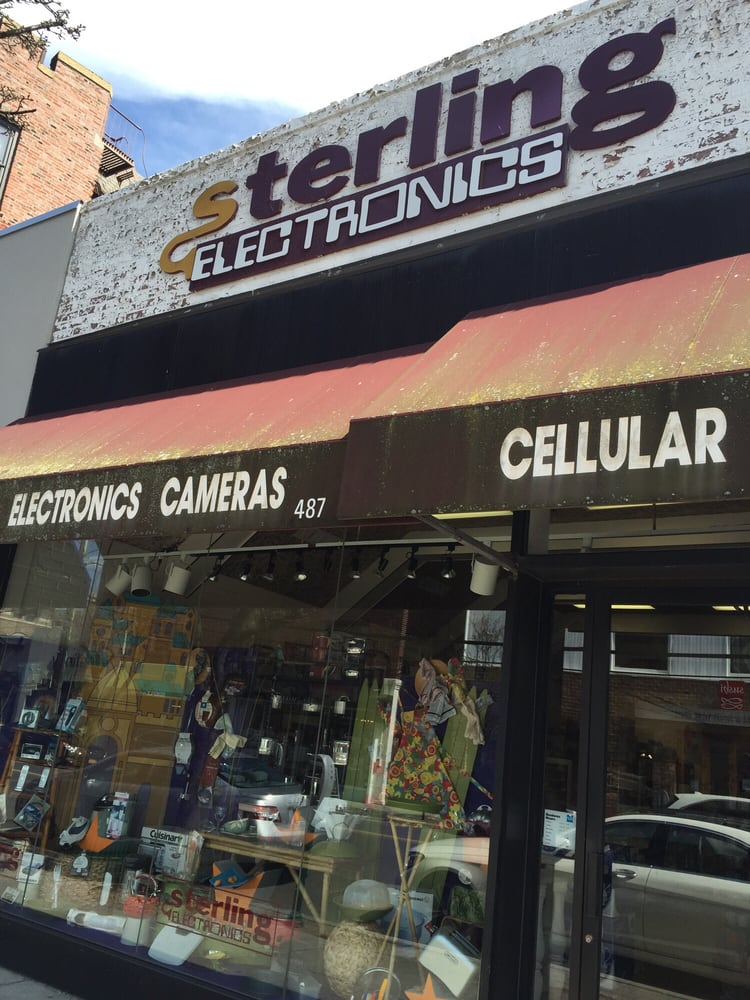 sterling
ELECTRONICS
ELECTRONICS CAMERAS 487
CELLULAR
Cuisinart
sterling
ELECTRONICS